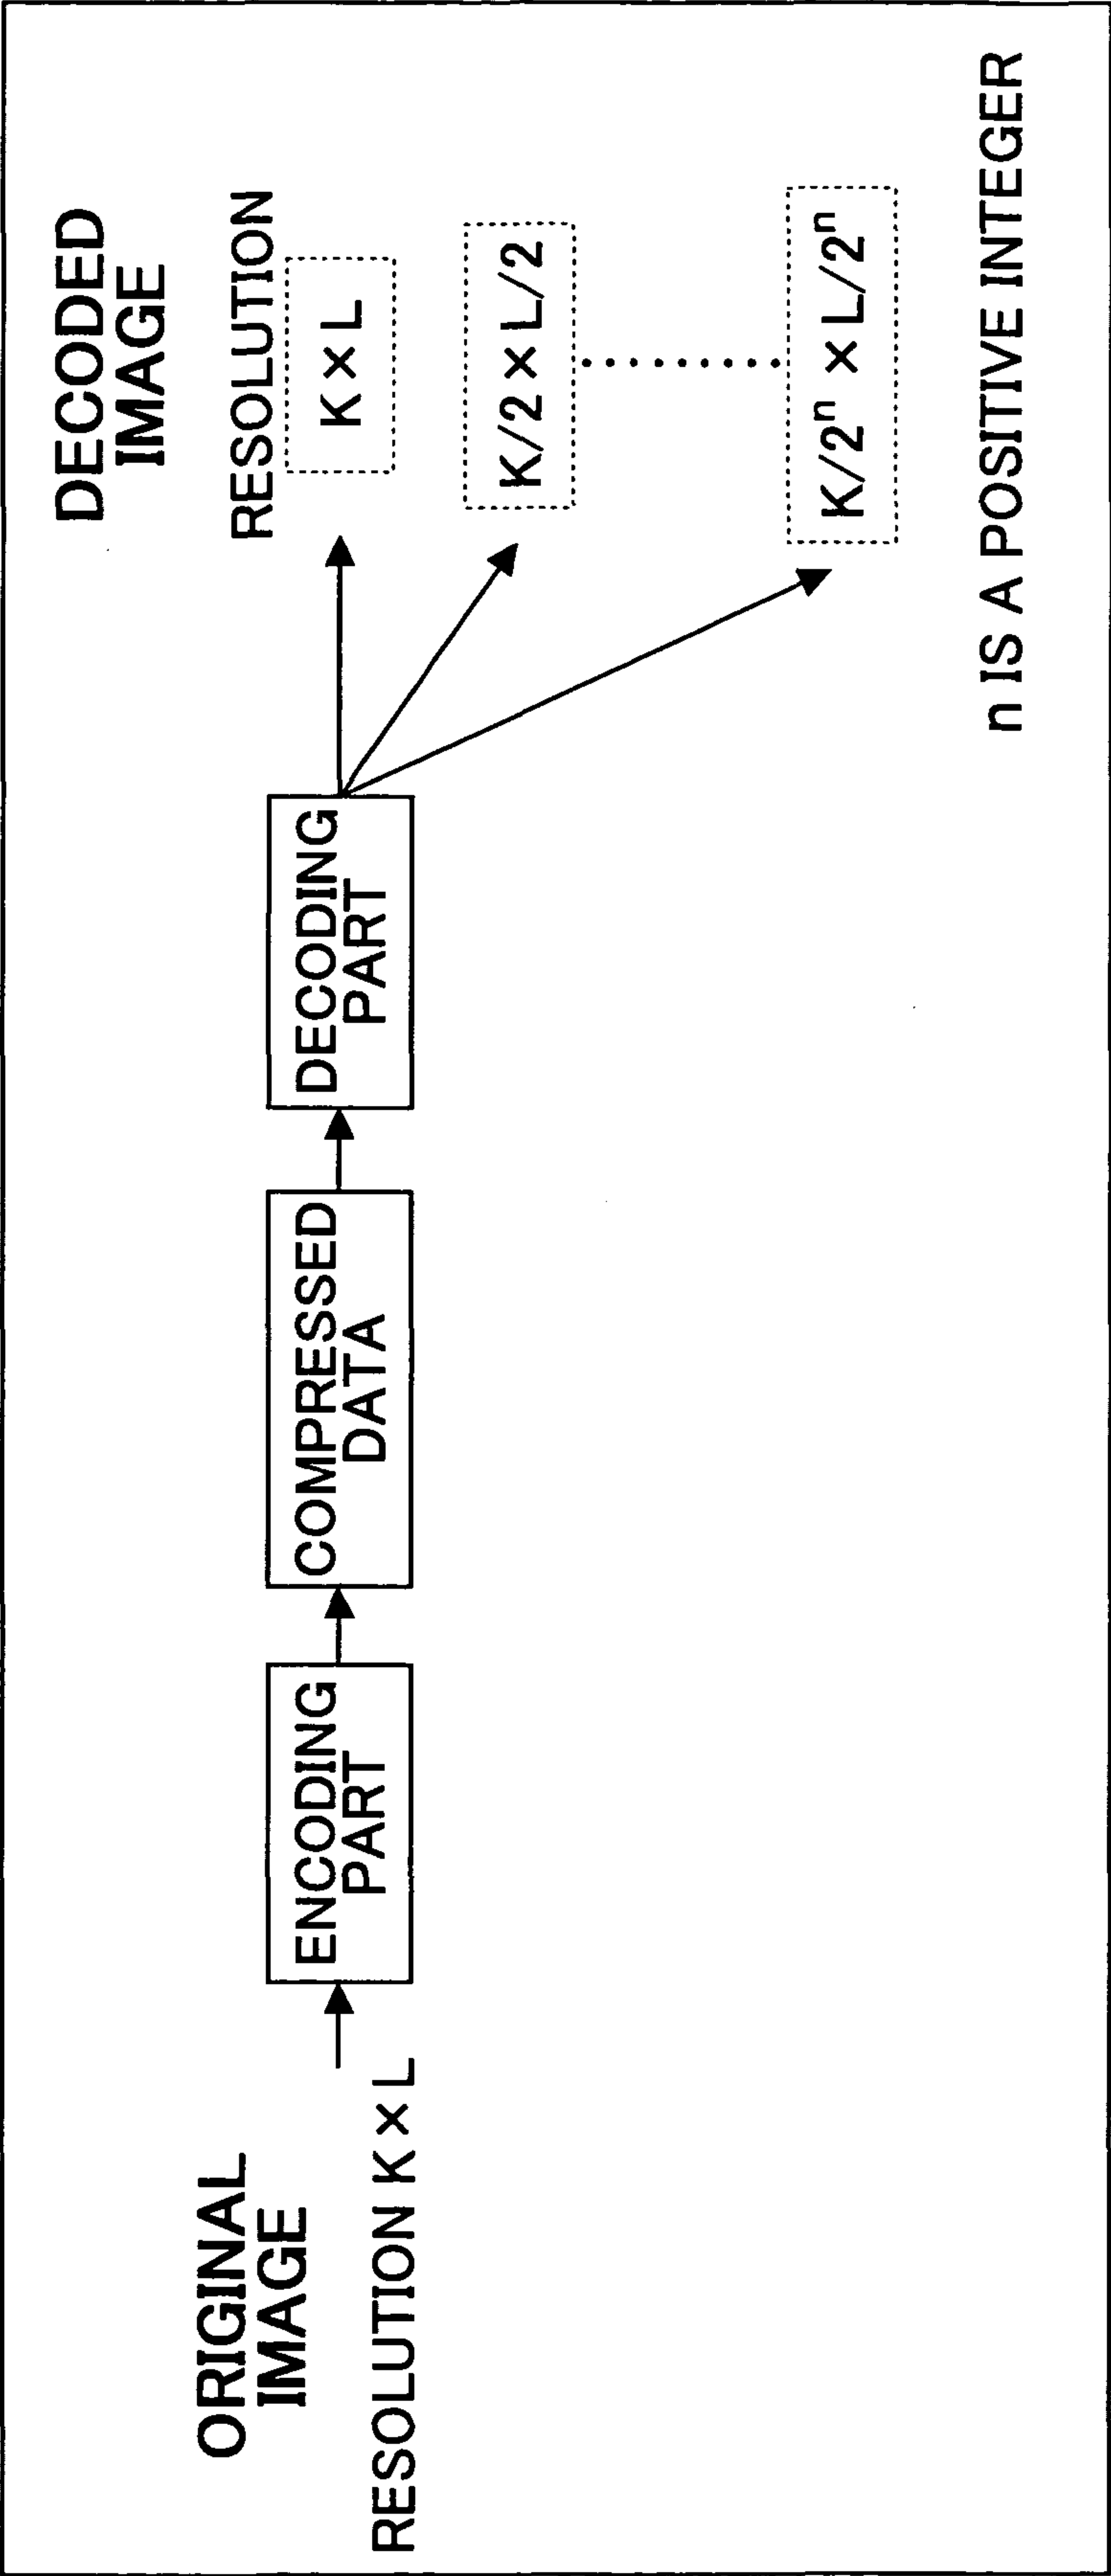 ORIGINAL
IMAGE
RESOLUTION K × L
ENCODING
PART
COMPRESSED
DATA
DECODING
PART
DECODED
IMAGE
RESOLUTION
K × L
K/2 × L/2
K/2ⁿ × L/2ⁿ
n IS A POSITIVE INTEGER